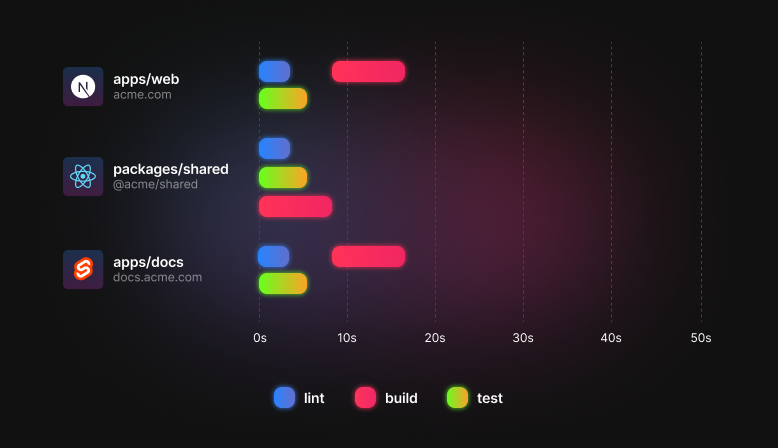 apps/web
acme.com
packages/shared
@acme/shared
apps/docs
docs.acme.com
0s 10s 20s 30s 40s 50s
lint build test